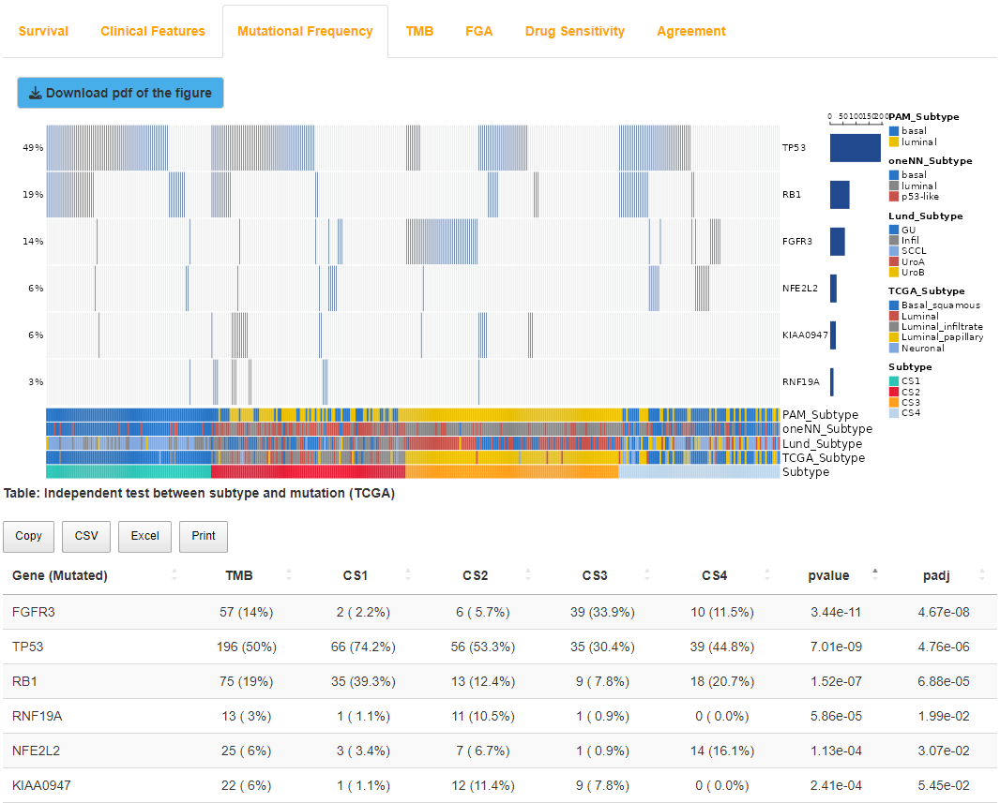 Survival Clinical Features Mutational Frequency TMB FGA Drug Sensitivity Agreement
Download pdf of the figure
0 50 100 150 200
49% TP53
19% RB1
14% FGFR3
6% NFE2L2
6% KIAA0947
3% RNF19A
PAM_Subtype
oneNN_Subtype
Lund_Subtype
TCGA_Subtype
Subtype
PAM_Subtype
basal
luminal
oneNN_Subtype
basal
luminal
p53-like
Lund_Subtype
GU
Infil
SCCL
UroA
UroB
TCGA_Subtype
Basal_squamous
Luminal
Luminal_infiltrate
Luminal_papillary
Neuronal
Subtype
CS1
CS2
CS3
CS4
Table: Independent test between subtype and mutation (TCGA)
Copy CSV Excel Print
Gene (Mutated) TMB CS1 CS2 CS3 CS4 pvalue padj
FGFR3 57 (14%) 2 ( 2.2%) 6 ( 5.7%) 39 (33.9%) 10 (11.5%) 3.44e-11 4.67e-08
TP53 196 (50%) 66 (74.2%) 56 (53.3%) 35 (30.4%) 39 (44.8%) 7.01e-09 4.76e-06
RB1 75 (19%) 35 (39.3%) 13 (12.4%) 9 ( 7.8%) 18 (20.7%) 1.52e-07 6.88e-05
RNF19A 13 ( 3%) 1 ( 1.1%) 11 (10.5%) 1 ( 0.9%) 0 ( 0.0%) 5.86e-05 1.99e-02
NFE2L2 25 ( 6%) 3 ( 3.4%) 7 ( 6.7%) 1 ( 0.9%) 14 (16.1%) 1.13e-04 3.07e-02
KIAA0947 22 ( 6%) 1 ( 1.1%) 12 (11.4%) 9 ( 7.8%) 0 ( 0.0%) 2.41e-04 5.45e-02